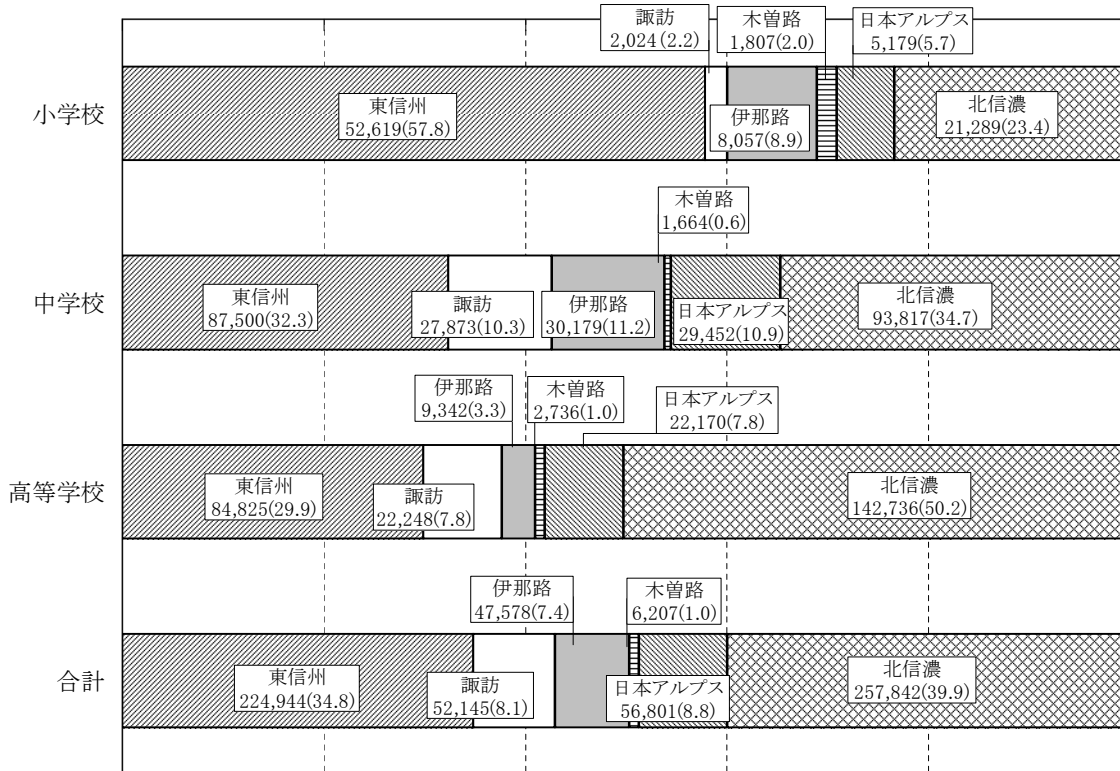 諏訪
2,024(2.2)
木曽路
1,807(2.0)
日本アルプス
5,179(5.7)
小学校
東信州
52,619(57.8)
伊那路
8,057(8.9)
北信濃
21,289(23.4)
木曽路
1,664(0.6)
中学校
東信州
87,500(32.3)
諏訪
27,873(10.3)
伊那路
30,179(11.2)
日本アルプス
29,452(10.9)
北信濃
93,817(34.7)
伊那路
9,342(3.3)
木曽路
2,736(1.0)
日本アルプス
22,170(7.8)
高等学校
東信州
84,825(29.9)
諏訪
22,248(7.8)
北信濃
142,736(50.2)
伊那路
47,578(7.4)
木曽路
6,207(1.0)
合計
東信州
224,944(34.8)
諏訪
52,145(8.1)
日本アルプス
56,801(8.8)
北信濃
257,842(39.9)